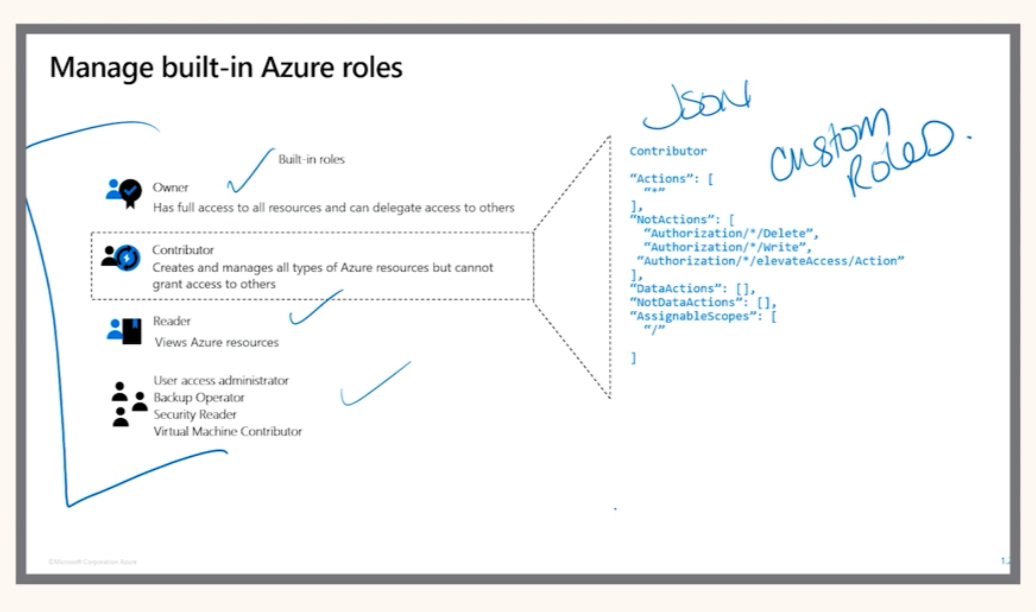 Manage built-in Azure roles
Built-in roles
Owner
Has full access to all resources and can delegate access to others
Contributor
Creates and manages all types of Azure resources but cannot
grant access to others
Reader
Views Azure resources
User access administrator
Backup Operator
Security Reader
Virtual Machine Contributor
JSON
Custom
Roles.
Contributor
“Actions”: [
“*”
],
“NotActions”: [
“Authorization/*/Delete”,
“Authorization/*/Write”,
“Authorization/*/elevateAccess/Action”
],
“DataActions”: [],
“NotDataActions”: [],
“AssignableScopes”: [
“/”
]
©Microsoft Corporation Azure